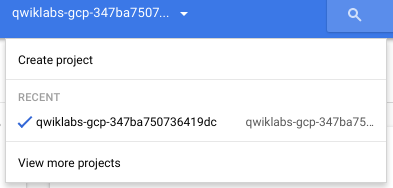 qwiklabs-gcp-347ba7507...
Create project
RECENT
qwiklabs-gcp-347ba750736419dc qwiklabs-gcp-347ba75...
View more projects